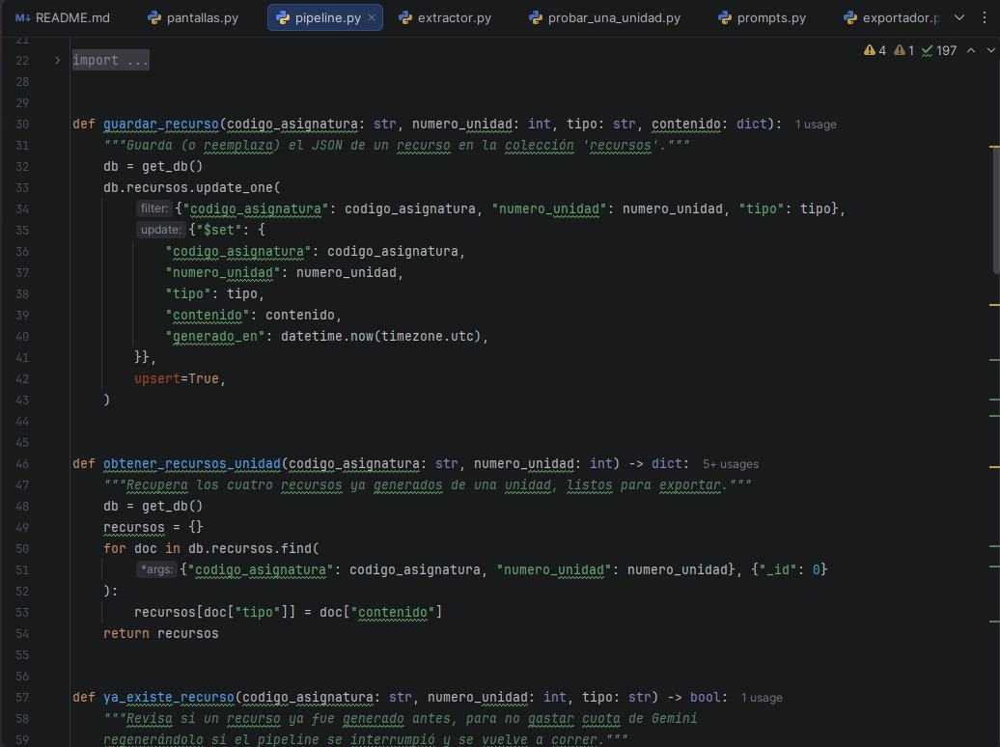 README.md pantallas.py pipeline.py extractor.py probar_una_unidad.py prompts.py exportador.p
21
22 import ... 4 1 197
28
29
30 def guardar_recurso(codigo_asignatura: str, numero_unidad: int, tipo: str, contenido: dict): 1 usage
31 """Guarda (o reemplaza) el JSON de un recurso en la colección 'recursos'."""
32 db = get_db()
33 db.recursos.update_one(
34 filter: {"codigo_asignatura": codigo_asignatura, "numero_unidad": numero_unidad, "tipo": tipo},
35 update: {"$set": {
36 "codigo_asignatura": codigo_asignatura,
37 "numero_unidad": numero_unidad,
38 "tipo": tipo,
39 "contenido": contenido,
40 "generado_en": datetime.now(timezone.utc),
41 }},
42 upsert=True,
43 )
44
45
46 def obtener_recursos_unidad(codigo_asignatura: str, numero_unidad: int) -> dict: 5+ usages
47 """Recupera los cuatro recursos ya generados de una unidad, listos para exportar."""
48 db = get_db()
49 recursos = {}
50 for doc in db.recursos.find(
51 *args: {"codigo_asignatura": codigo_asignatura, "numero_unidad": numero_unidad}, {"_id": 0}
52 ):
53 recursos[doc["tipo"]] = doc["contenido"]
54 return recursos
55
56
57 def ya_existe_recurso(codigo_asignatura: str, numero_unidad: int, tipo: str) -> bool: 1 usage
58 """Revisa si un recurso ya fue generado antes, para no gastar cuota de Gemini
59 regenerándolo si el pipeline se interrumpió y se vuelve a correr."""